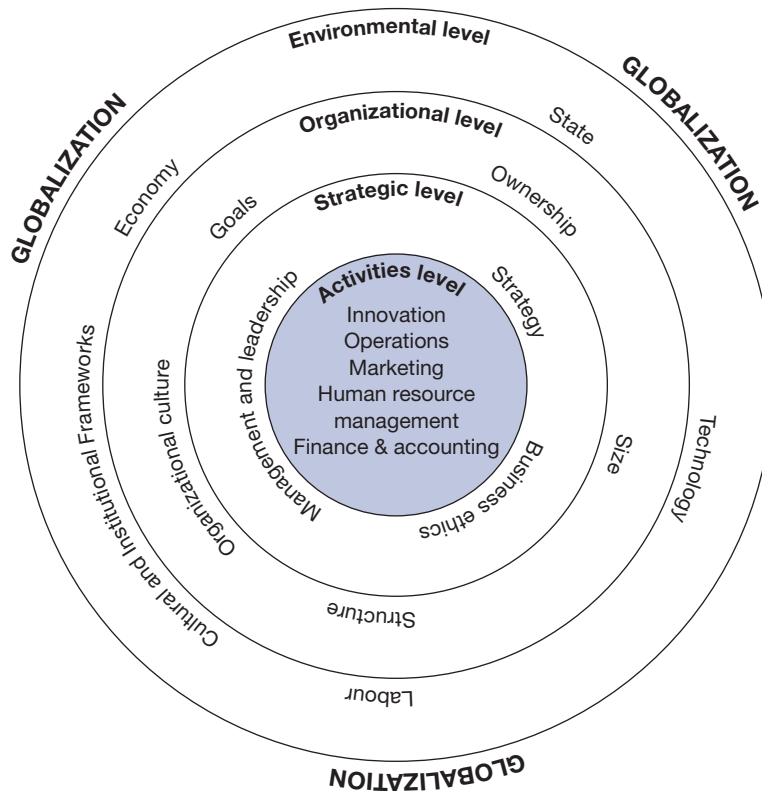 Environmental level
GLOBALIZATION
GLOBALIZATION
Organizational level
State
Economy
Strategic level
Ownership
Goals
Activities level
Strategy
Management and leadership
Innovation
Operations
Marketing
Human resource
management
Finance & accounting
Cultural and Institutional Frameworks
Organizational culture
Technology
Size
Business ethics
Structure
Labour
GLOBALIZATION